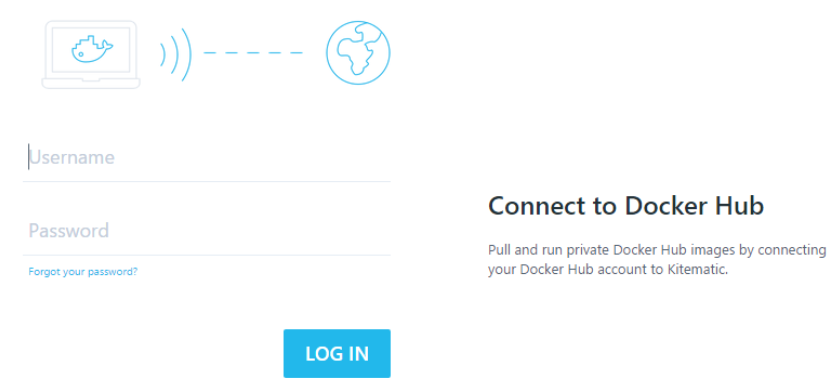 Username
Password
Forgot your password?
LOG IN
Connect to Docker Hub
Pull and run private Docker Hub images by connecting
your Docker Hub account to Kitematic.